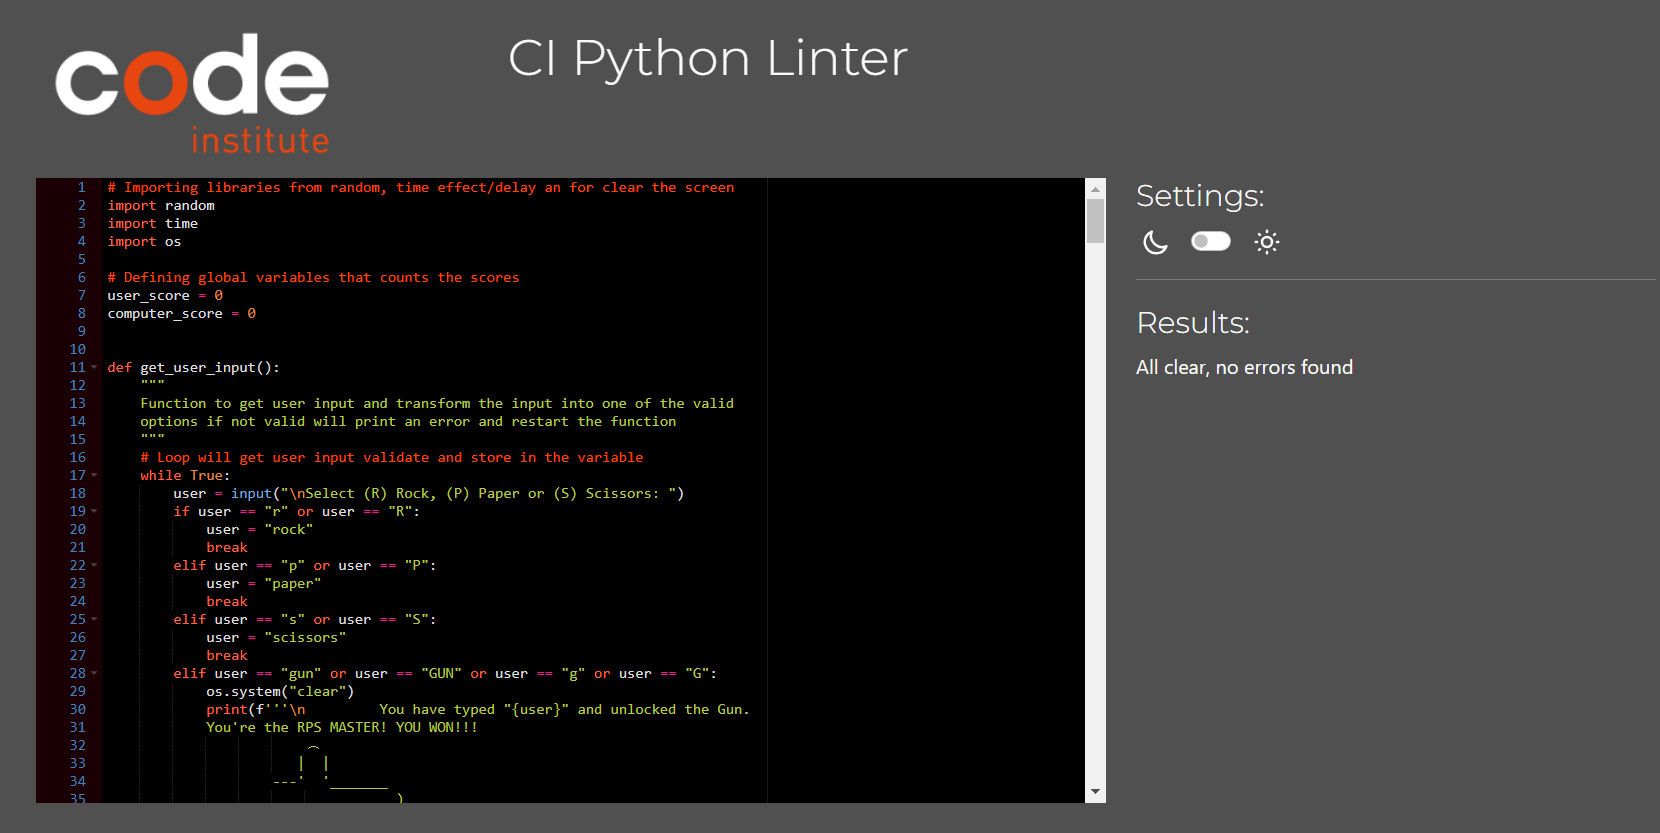 code
institute
CI Python Linter
1 # Importing libraries from random, time effect/delay an for clear the screen
2 import random
3 import time
4 import os
5
6 # Defining global variables that counts the scores
7 user_score = 0
8 computer_score = 0
9
10
11 def get_user_input():
12     """
13     Function to get user input and transform the input into one of the valid
14     options if not valid will print an error and restart the function
15     """
16     # Loop will get user input validate and store in the variable
17     while True:
18         user = input("\nSelect (R) Rock, (P) Paper or (S) Scissors: ")
19         if user == "r" or user == "R":
20             user = "rock"
21             break
22         elif user == "p" or user == "P":
23             user = "paper"
24             break
25         elif user == "s" or user == "S":
26             user = "scissors"
27             break
28         elif user == "gun" or user == "GUN" or user == "g" or user == "G":
29             os.system("clear")
30             print(f'''\n         You have typed "{user}" and unlocked the Gun.
31             You're the RPS MASTER! YOU WON!!!
32                         ⌒
33                        |  |
34                     ---'  '_______
35                                    )
Settings:
Results:
All clear, no errors found